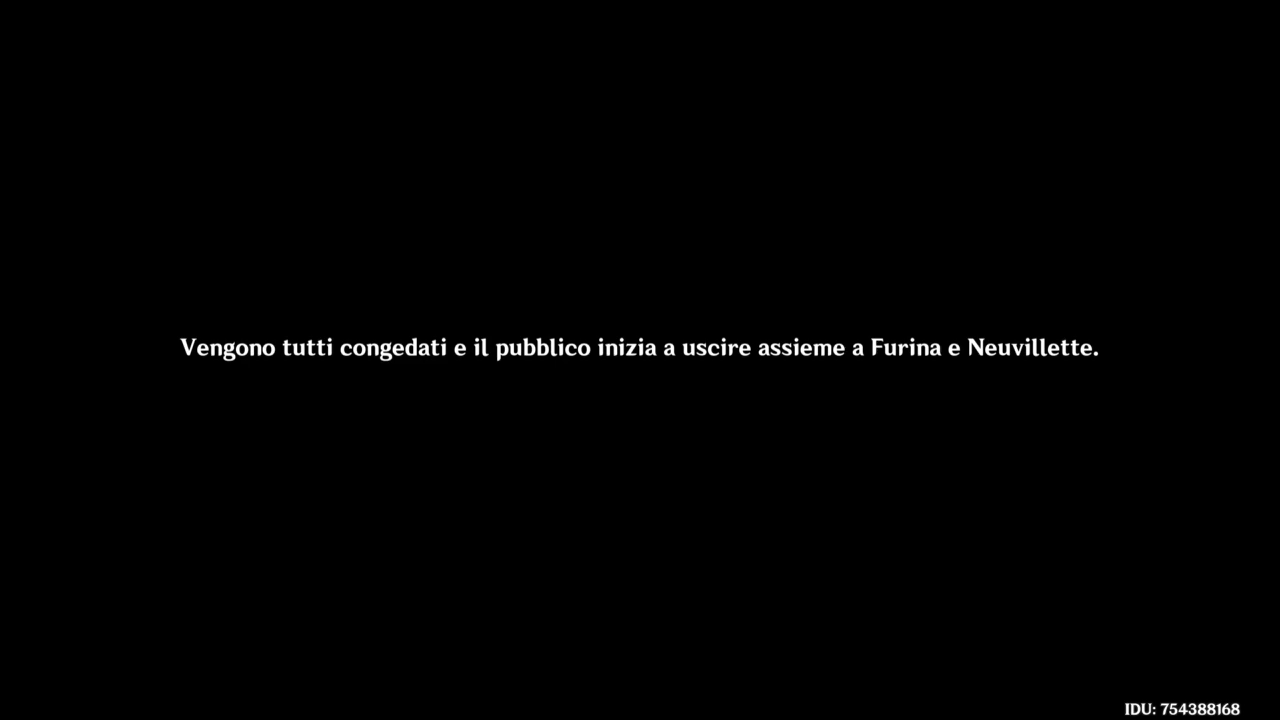 Vengono tutti congedati e il pubblico inizia a uscire assieme a Furina e Neuvillette.
IDU: 754388168